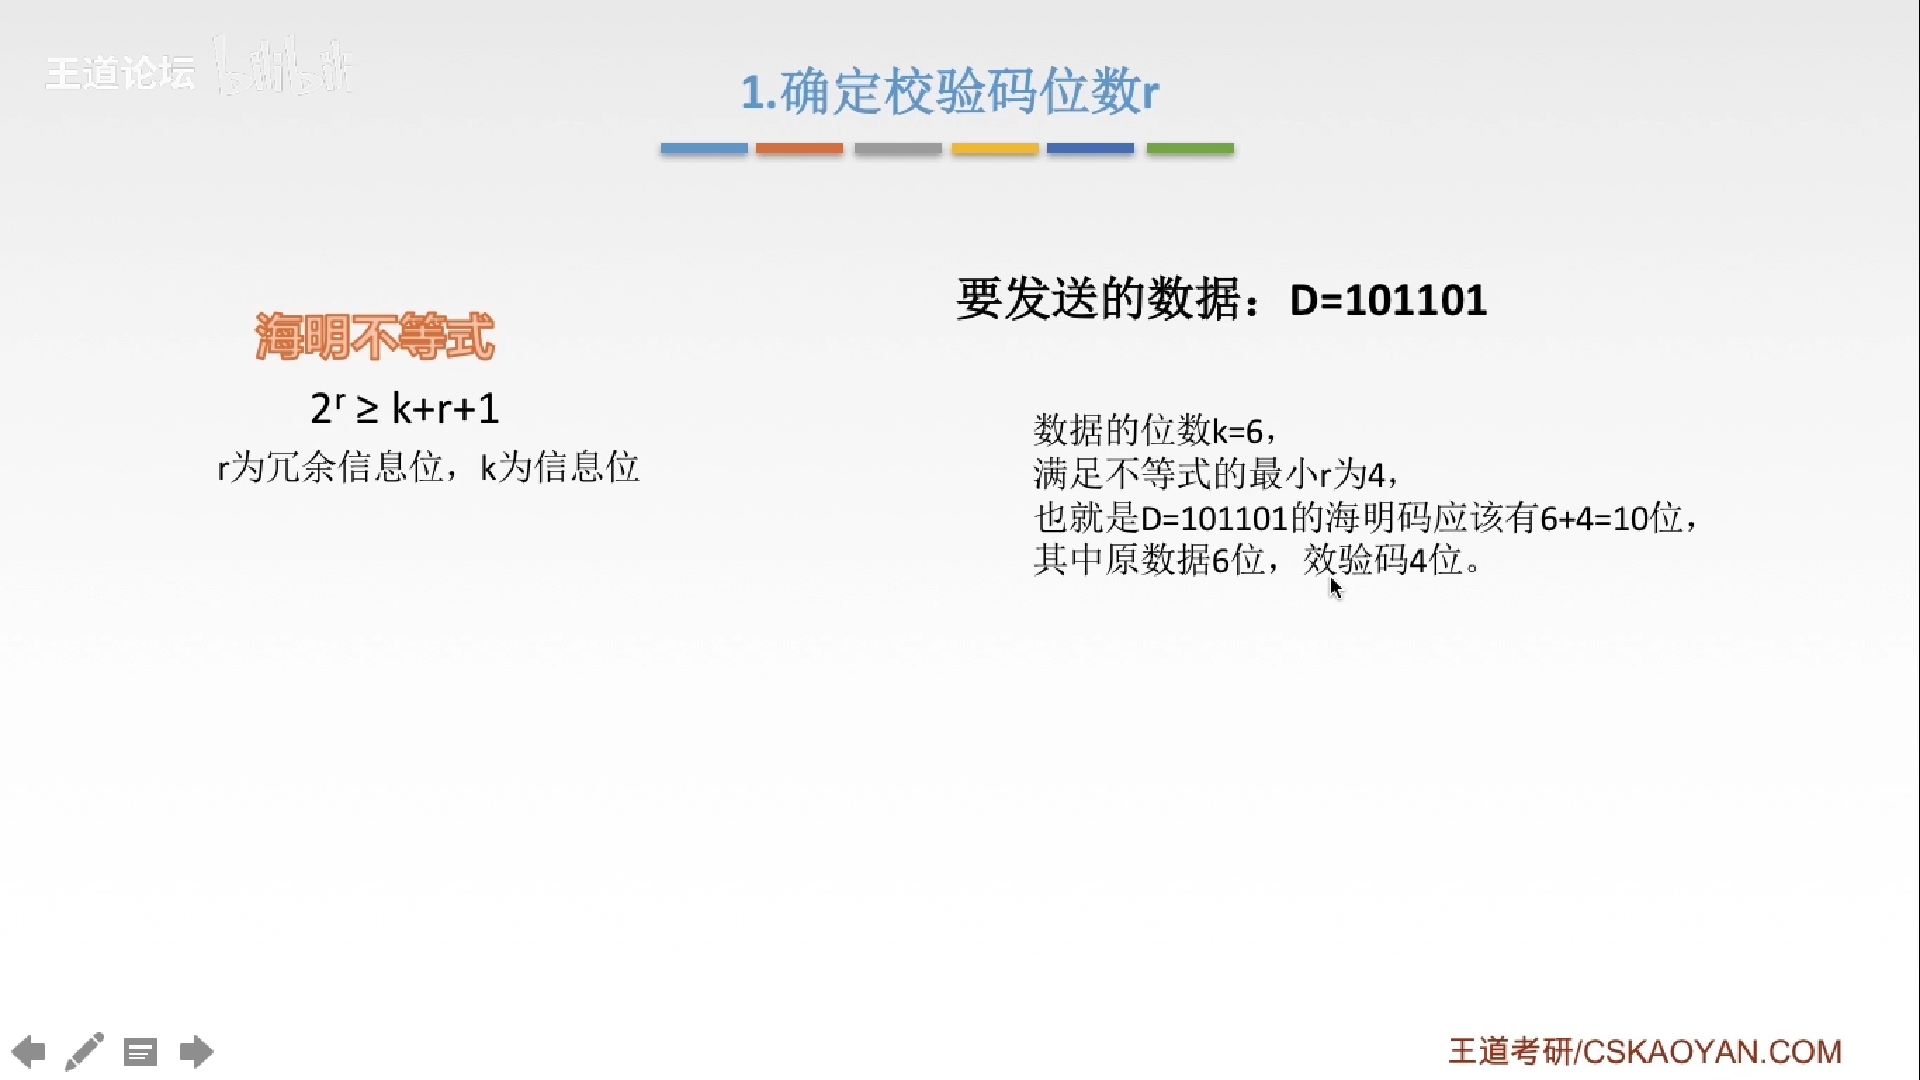 王道论坛 bilibili
1.确定校验码位数r
海明不等式
2ʳ ≥ k+r+1
r为冗余信息位，k为信息位
要发送的数据：D=101101
数据的位数k=6，
满足不等式的最小r为4，
也就是D=101101的海明码应该有6+4=10位，
其中原数据6位，效验码4位。
王道考研/CSKAOYAN.COM